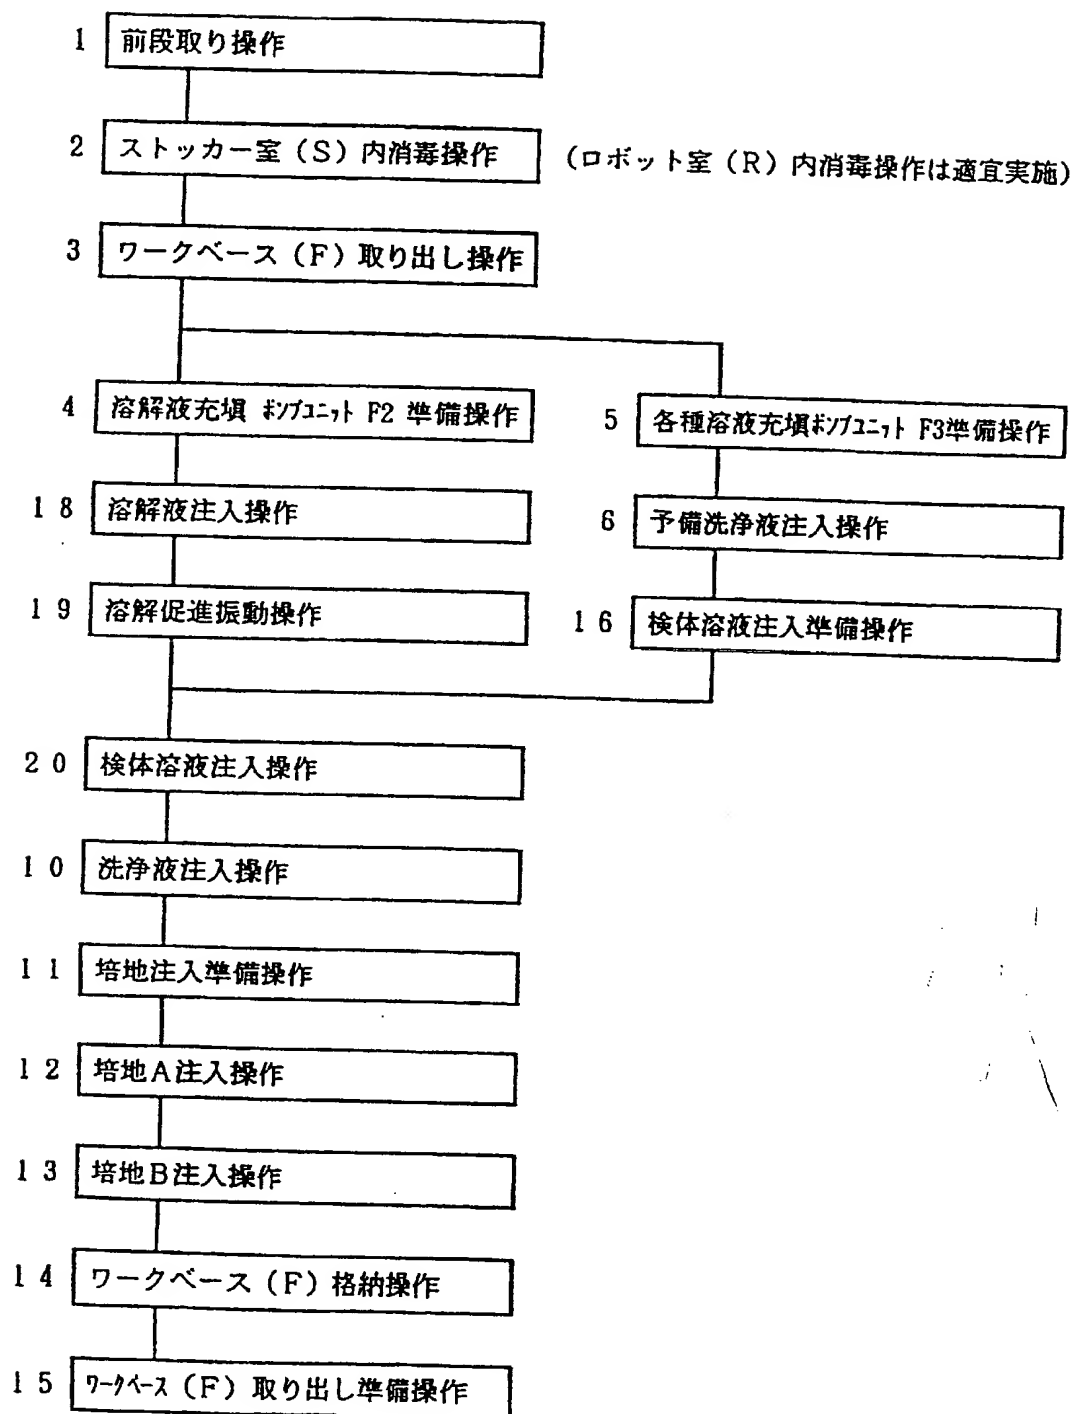 1 前段取り操作
2 ストッカー室(S)内消毒操作 (ロボット室(R)内消毒操作は適宜実施)
3 ワークベース(F)取り出し操作
4 溶解液充填 ポンプユニット F2 準備操作
5 各種溶液充填ポンプユニット F3準備操作
18 溶解液注入操作
6 予備洗浄液注入操作
19 溶解促進振動操作
16 検体溶液注入準備操作
20 検体溶液注入操作
10 洗浄液注入操作
11 培地注入準備操作
12 培地A注入操作
13 培地B注入操作
14 ワークベース(F)格納操作
15 ワークベース(F)取り出し準備操作